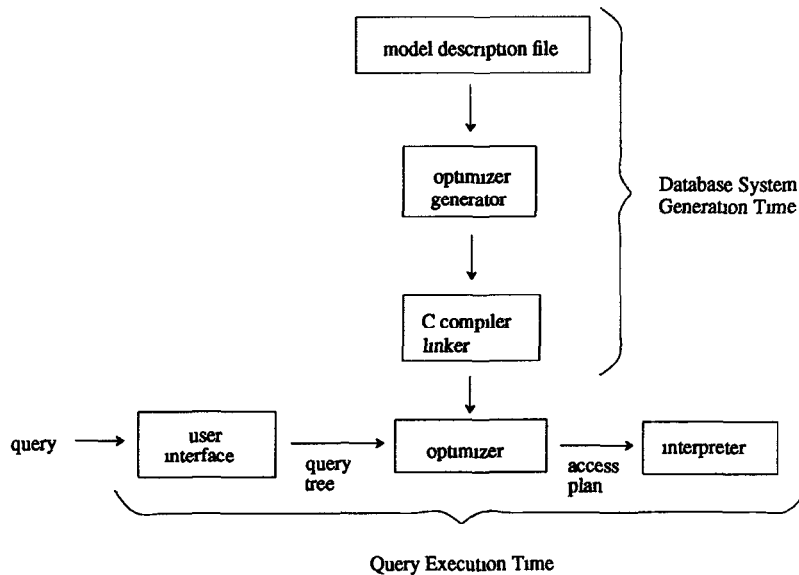 model description file
optimizer
generator
Database System
Generation Time
C compiler
linker
query
user
interface
query
tree
optimizer
access
plan
interpreter
Query Execution Time